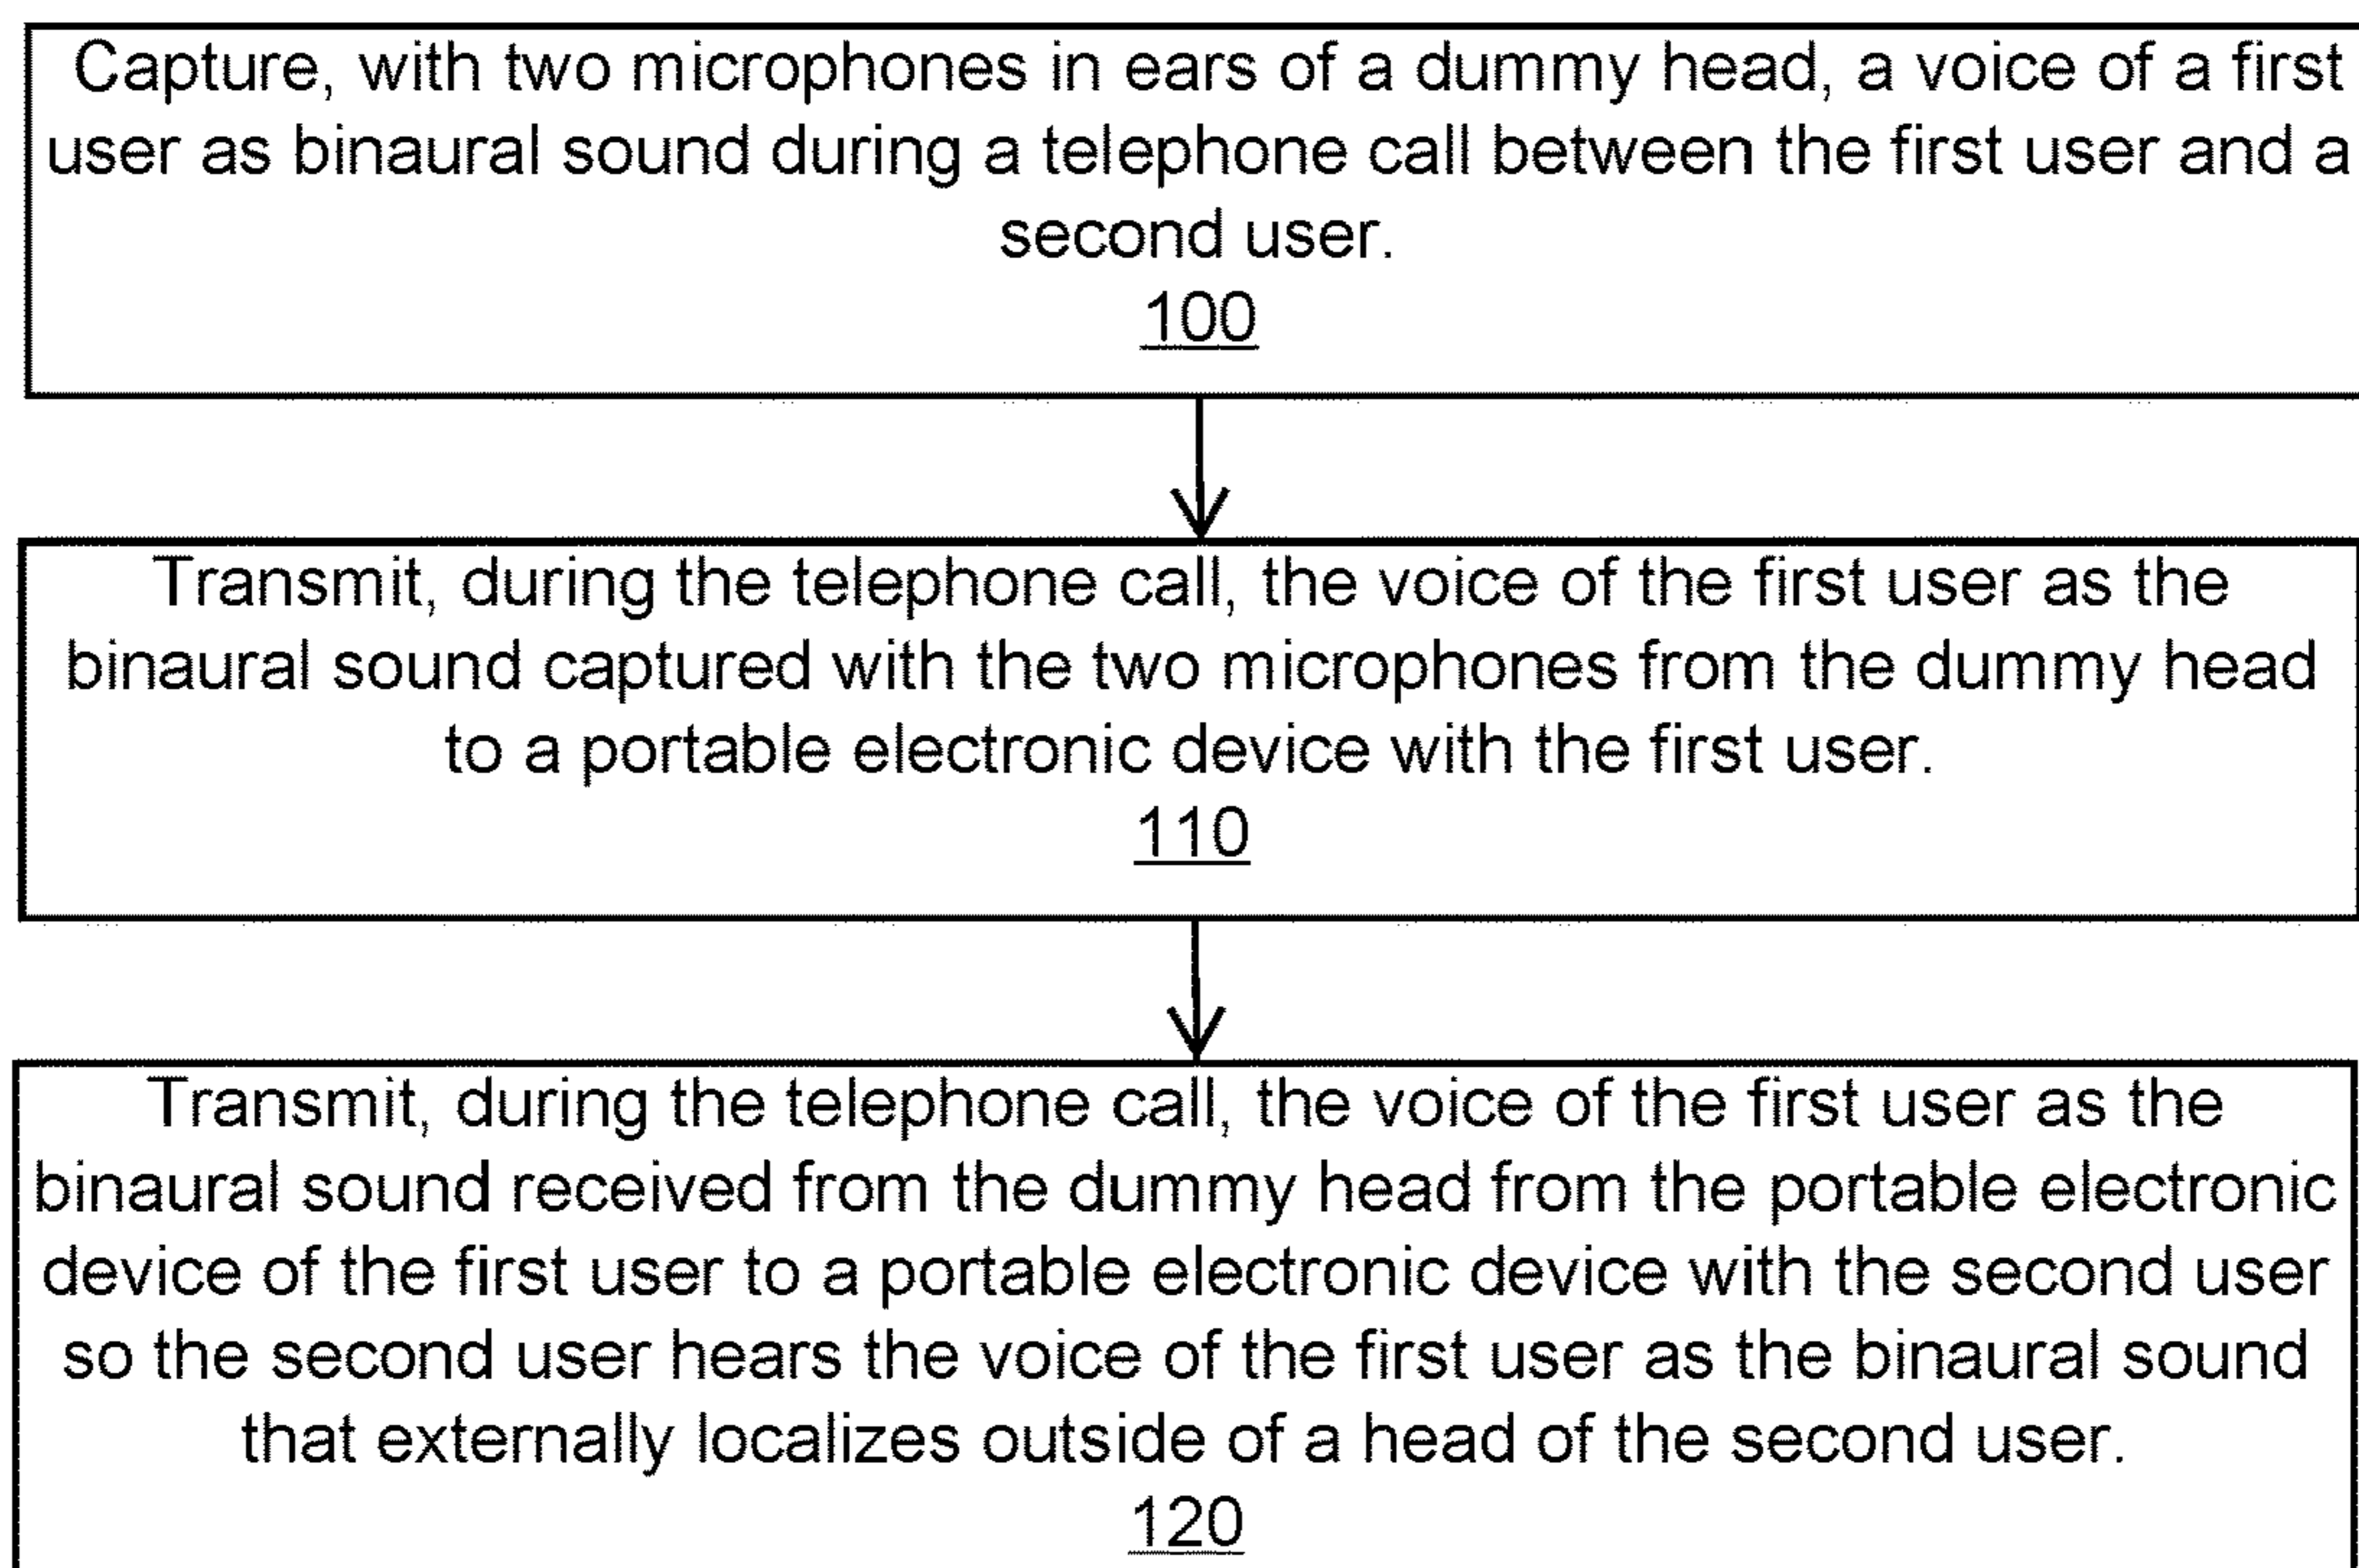 Capture, with two microphones in ears of a dummy head, a voice of a first
user as binaural sound during a telephone call between the first user and a
second user.
100
Transmit, during the telephone call, the voice of the first user as the
binaural sound captured with the two microphones from the dummy head
to a portable electronic device with the first user.
110
Transmit, during the telephone call, the voice of the first user as the
binaural sound received from the dummy head from the portable electronic
device of the first user to a portable electronic device with the second user
so the second user hears the voice of the first user as the binaural sound
that externally localizes outside of a head of the second user.
120